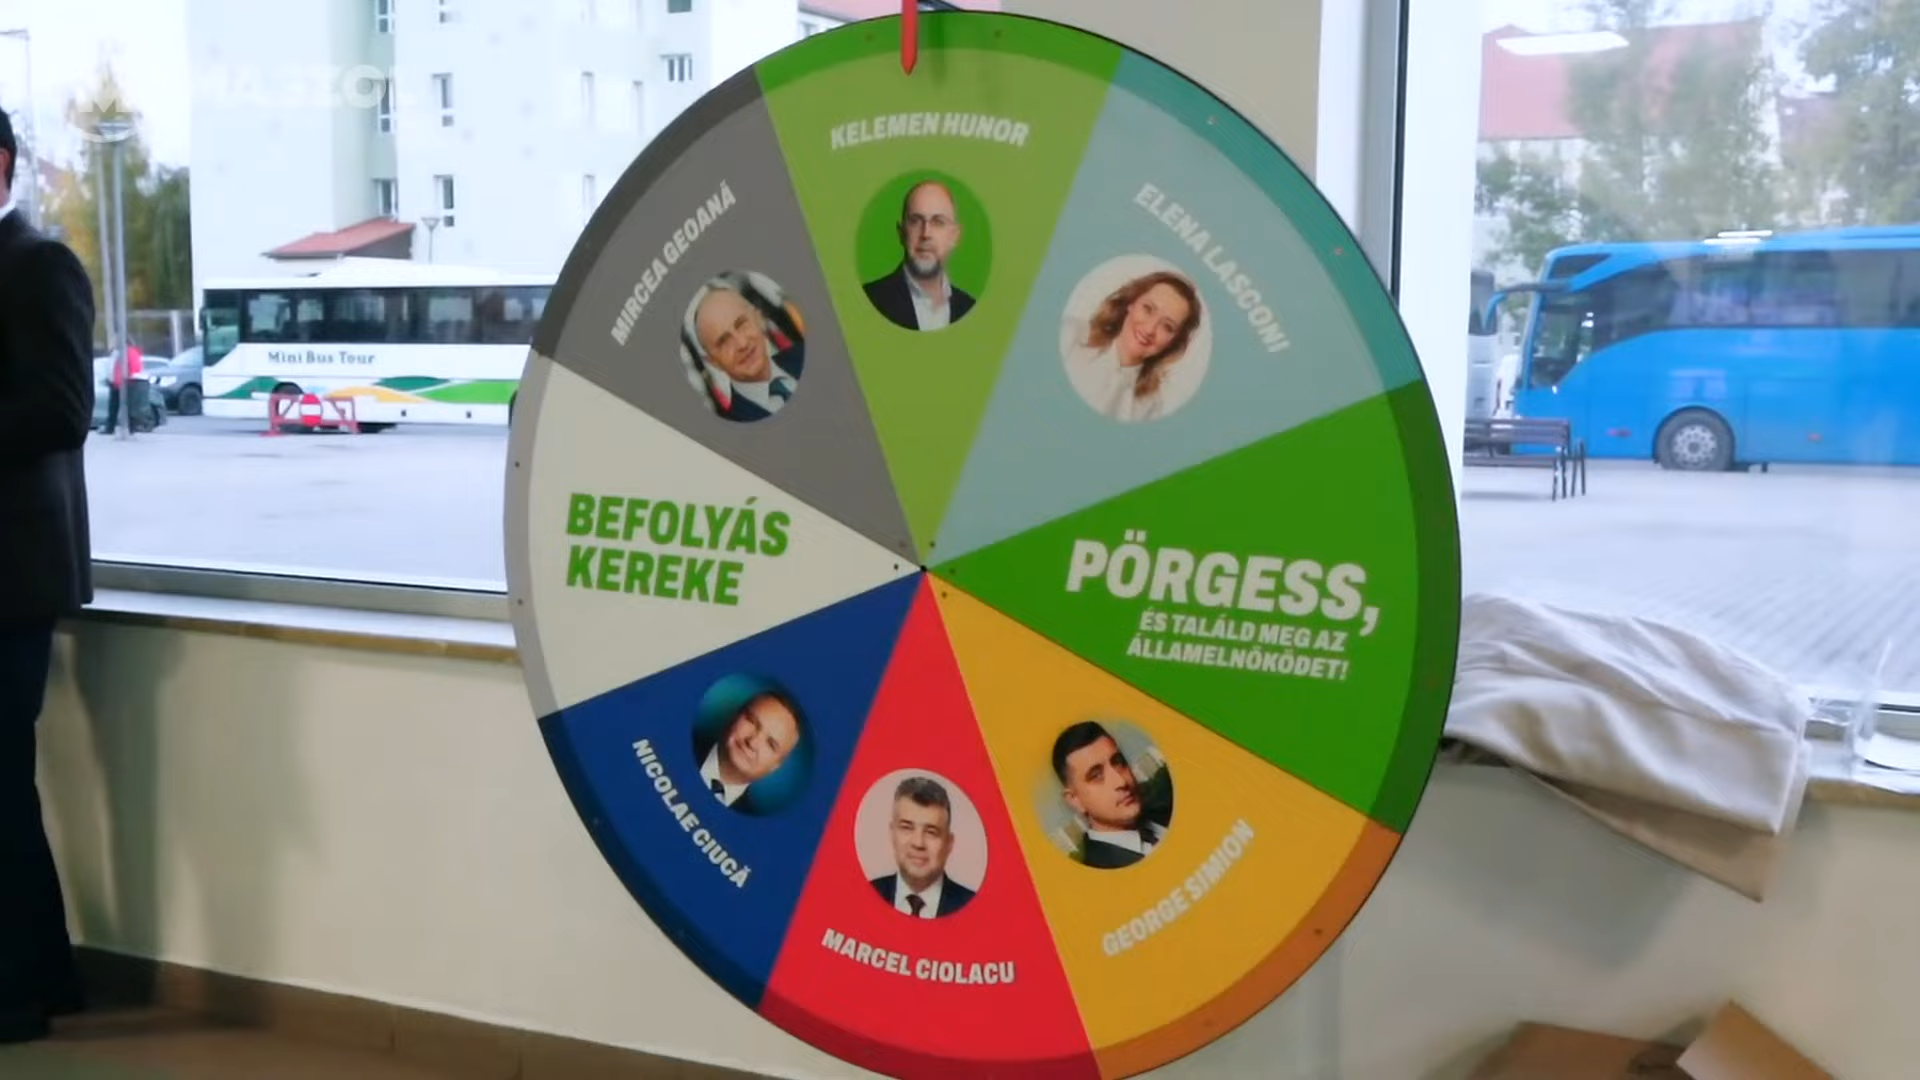 MASZOL
KELEMEN HUNOR
ELENA LASCONI
MIRCEA GEOANĂ
Mini Bus Tour
BEFOLYÁS
KEREKE
PÖRGESS,
ÉS TALÁLD MEG AZ
ÁLLAMELNÖKÖDET!
NICOLAE CIUCĂ
MARCEL CIOLACU
GEORGE SIMION